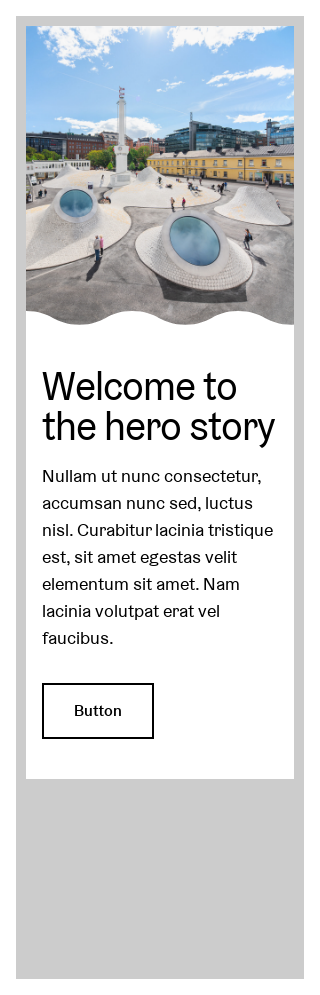 Welcome to
the hero story
Nullam ut nunc consectetur,
accumsan nunc sed, luctus
nisl. Curabitur lacinia tristique
est, sit amet egestas velit
elementum sit amet. Nam
lacinia volutpat erat vel
faucibus.
Button